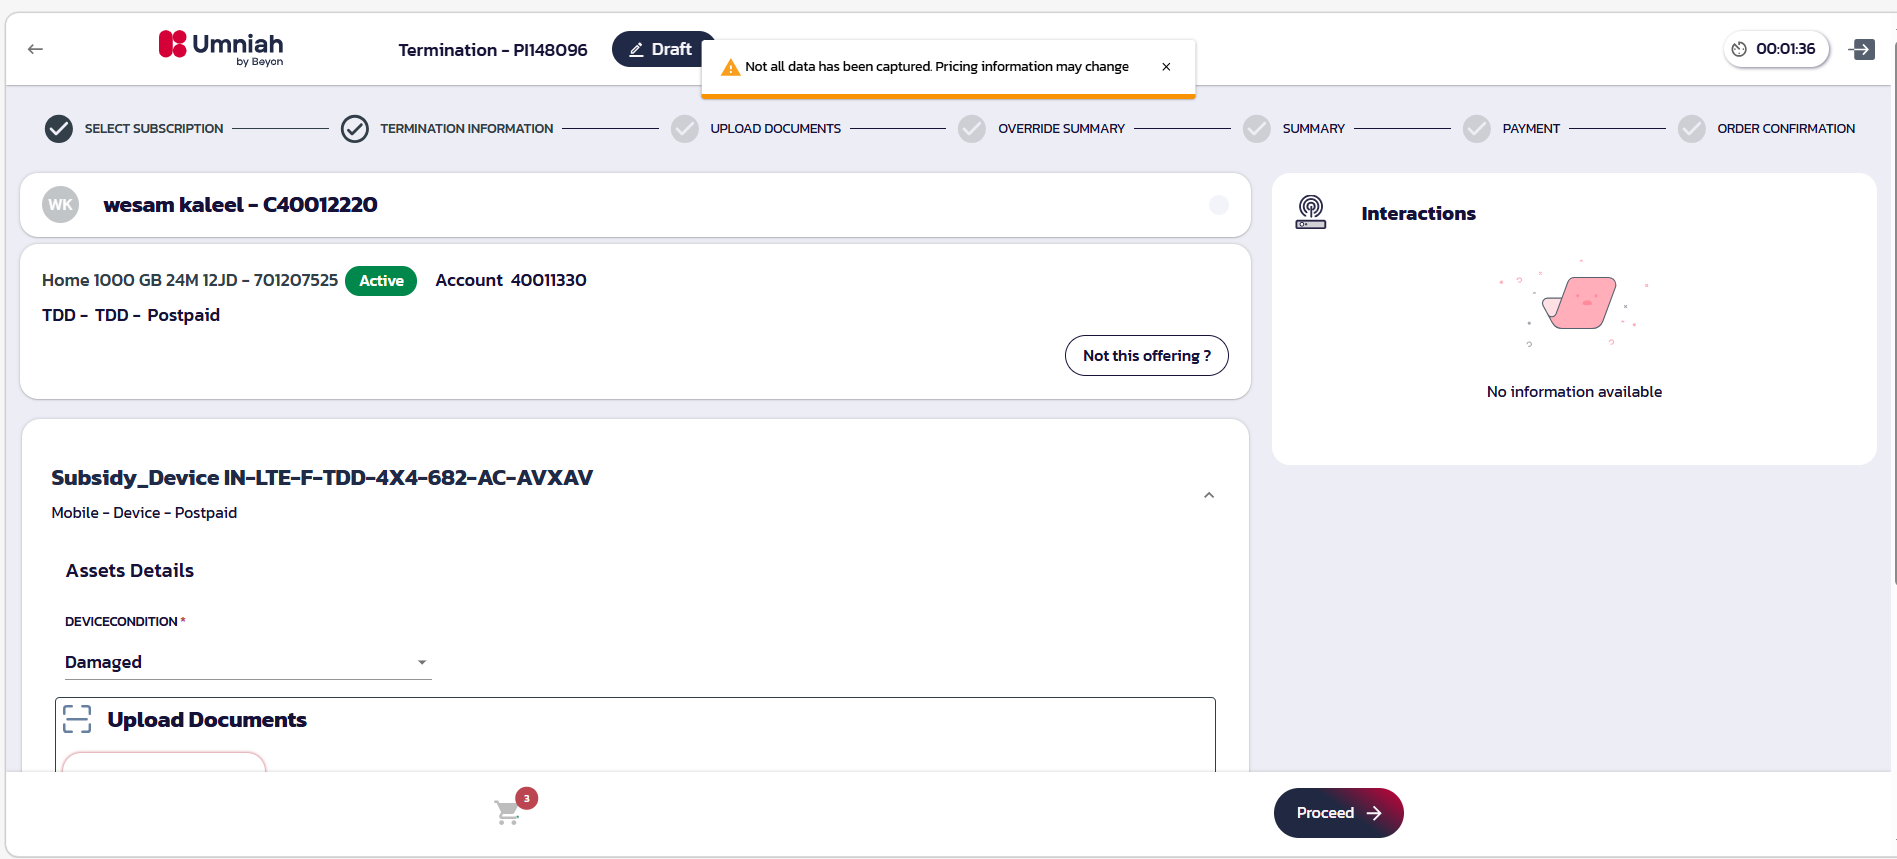 Umniah
by Beyon
Termination - PI148096
Draft
Not all data has been captured. Pricing information may change
00:01:36
SELECT SUBSCRIPTION
TERMINATION INFORMATION
UPLOAD DOCUMENTS
OVERRIDE SUMMARY
SUMMARY
PAYMENT
ORDER CONFIRMATION
WK
wesam kaleel - C40012220
Home 1000 GB 24M 12JD - 701207525
Active
Account 40011330
TDD - TDD - Postpaid
Not this offering ?
Interactions
No information available
Subsidy_Device IN-LTE-F-TDD-4X4-682-AC-AVXAV
Mobile - Device - Postpaid
Assets Details
DEVICECONDITION *
Damaged
Upload Documents
3
Proceed